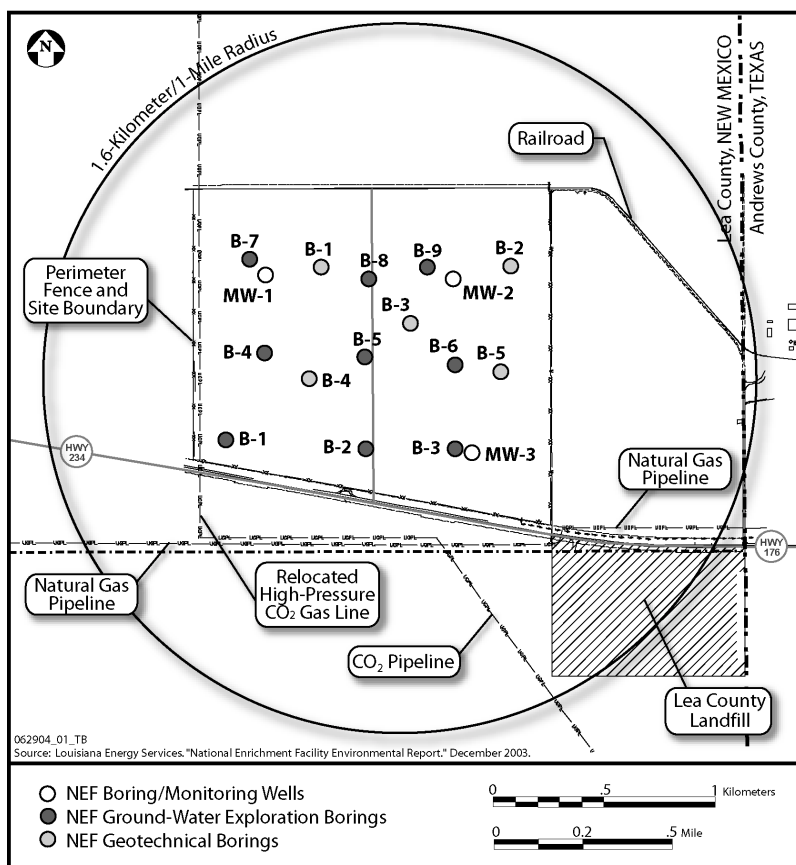 N
1.6-Kilometer/1-Mile Radius
Lea County, NEW MEXICO
Andrews County, TEXAS
Railroad
B-7
B-1
B-8
B-9
B-2
MW-1
MW-2
Perimeter
Fence and
Site Boundary
B-3
B-4
B-5
B-6
B-5
B-4
B-1
B-2
B-3
MW-3
HWY
234
Natural Gas
Pipeline
HWY
176
Natural Gas
Pipeline
Relocated
High-Pressure
CO₂ Gas Line
CO₂ Pipeline
Lea County
Landfill
062904_01_TB
Source: Louisiana Energy Services. "National Enrichment Facility Environmental Report." December 2003.
NEF Boring/Monitoring Wells
NEF Ground-Water Exploration Borings
NEF Geotechnical Borings
0 .5 1 Kilometers
0 0.2 .5 Mile